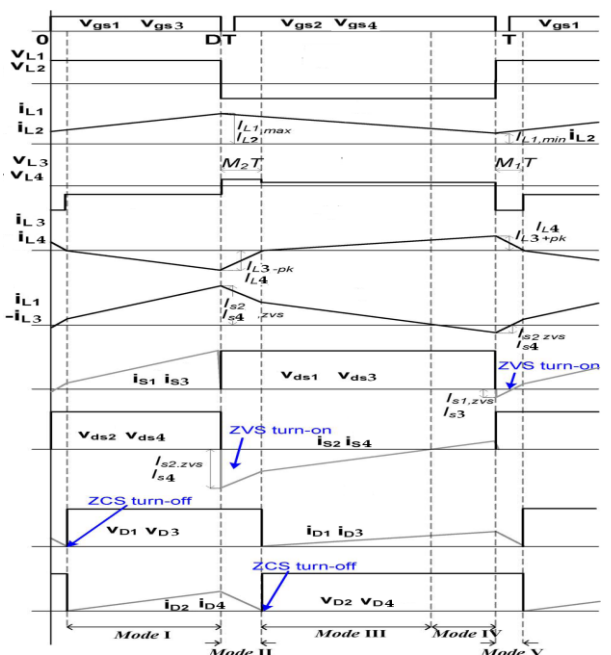 Vgs1 Vgs3 Vgs2 Vgs4 Vgs1
0 DT T
VL1
VL2
iL1
iL2
IL1,max
IL2
IL1,min iL2
VL3
VL4
M2T M1T
iL3
iL4
IL3-pk
IL4
IL4
IL3+pk
iL1
-iL3
Is2
Is4 ,zvs
Is2 zvs
Is4
iS1 iS3
Vds1 Vds3
ZVS turn-on
Is1,zvs
Is3
Vds2 Vds4
ZVS turn-on
iS2 iS4
Is2.zvs
Is4
ZCS turn-off
VD1 VD3
iD1 iD3
ZCS turn-off
iD2 iD4
VD2 VD4
Mode I Mode III Mode IV
Mode II Mode V